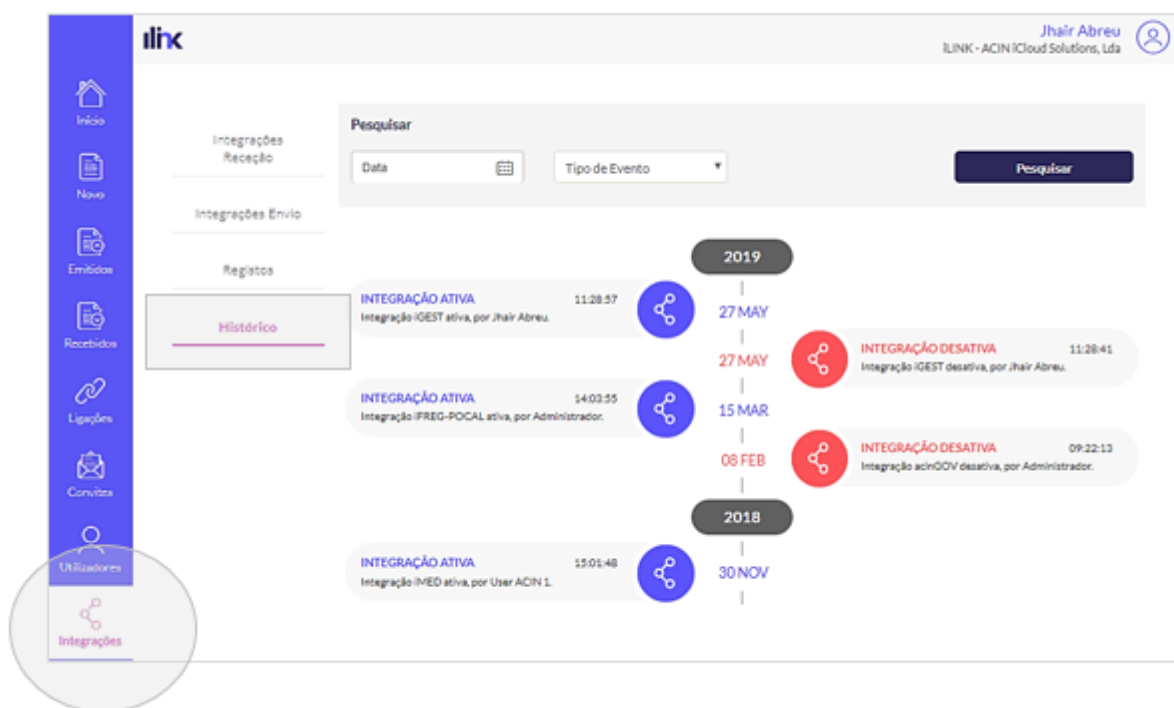 ilink
Jhair Abreu
iLINK - ACIN iCloud Solutions, Lda
Início
Novo
Emitidos
Recebidos
Ligações
Convites
Utilizadores
Integrações
Integrações
Receção
Integrações Envio
Registos
Histórico
Pesquisar
Data
Tipo de Evento
Pesquisar
2019
INTEGRAÇÃO ATIVA 11:28:57
Integração iGEST ativa, por Jhair Abreu.
27 MAY
27 MAY
INTEGRAÇÃO DESATIVA 11:28:41
Integração iGEST desativa, por Jhair Abreu.
INTEGRAÇÃO ATIVA 14:03:55
Integração iFREG-POCAL ativa, por Administrador.
15 MAR
08 FEB
INTEGRAÇÃO DESATIVA 09:22:13
Integração acinGOV desativa, por Administrador.
2018
INTEGRAÇÃO ATIVA 15:01:48
Integração iMED ativa, por User ACIN 1.
30 NOV